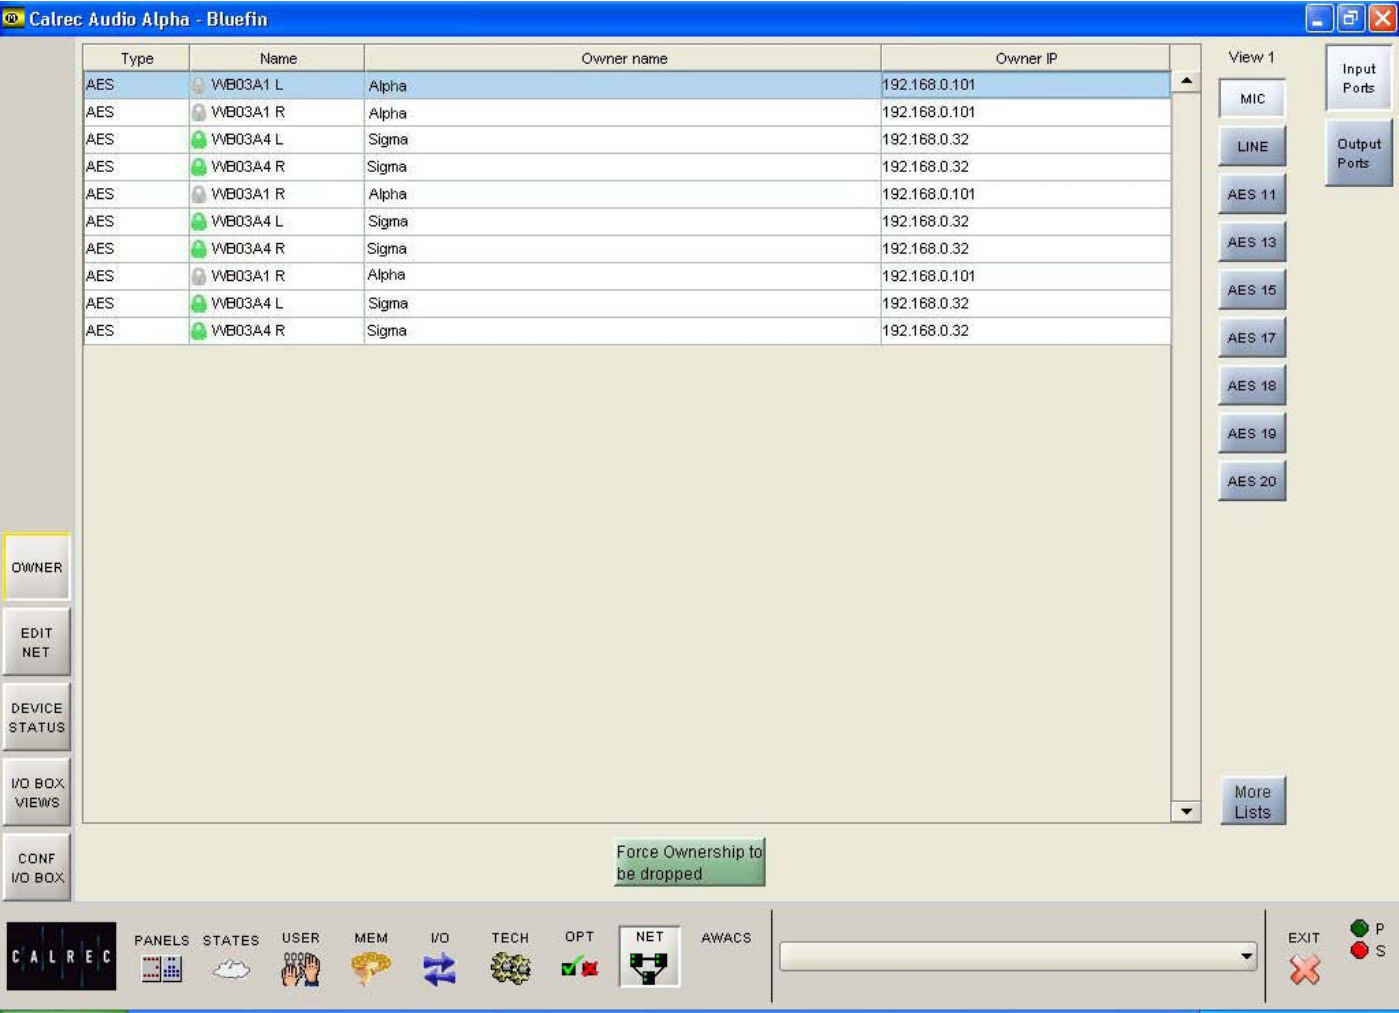 Calrec Audio Alpha - Bluefin
Type Name Owner name Owner IP
AES WB03A1 L Alpha 192.168.0.101
AES WB03A1 R Alpha 192.168.0.101
AES WB03A4 L Sigma 192.168.0.32
AES WB03A4 R Sigma 192.168.0.32
AES WB03A1 R Alpha 192.168.0.101
AES WB03A4 L Sigma 192.168.0.32
AES WB03A4 R Sigma 192.168.0.32
AES WB03A1 R Alpha 192.168.0.101
AES WB03A4 L Sigma 192.168.0.32
AES WB03A4 R Sigma 192.168.0.32
View 1
MIC
LINE
AES 11
AES 13
AES 15
AES 17
AES 18
AES 19
AES 20
More
Lists
Input
Ports
Output
Ports
OWNER
EDIT
NET
DEVICE
STATUS
I/O BOX
VIEWS
CONF
I/O BOX
Force Ownership to
be dropped
CALREC
PANELS STATES USER MEM I/O TECH OPT NET AWACS
EXIT
P
S